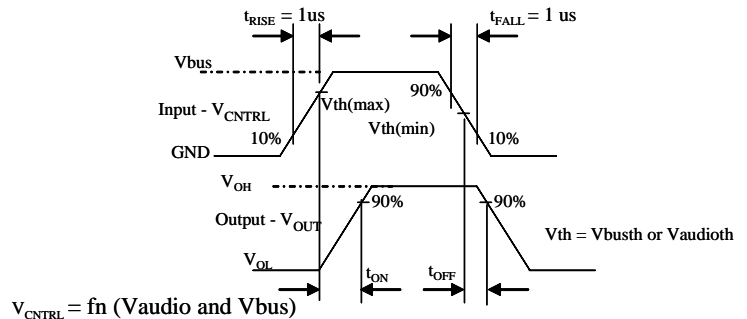 tRISE = 1us
tFALL = 1 us
Vbus
90%
Vth(max)
Input - VCNTRL
Vth(min)
10%
10%
GND
VOH
90%
90%
Output - VOUT
Vth = Vbusth or Vaudioth
VOL
tON
tOFF
VCNTRL = fn (Vaudio and Vbus)